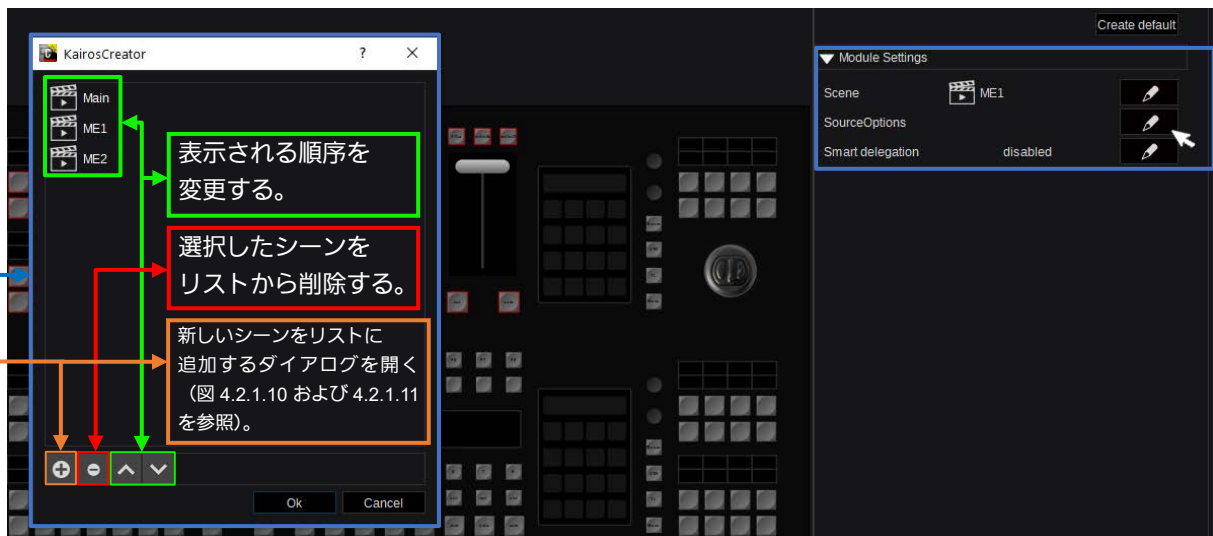 Create default
KairosCreator ? ×
Main
ME1
ME2
表示される順序を
変更する。
選択したシーンを
リストから削除する。
新しいシーンをリストに
追加するダイアログを開く
（図 4.2.1.10 および 4.2.1.11
を参照）。
Ok Cancel
Module Settings
Scene ME1
SourceOptions
Smart delegation disabled